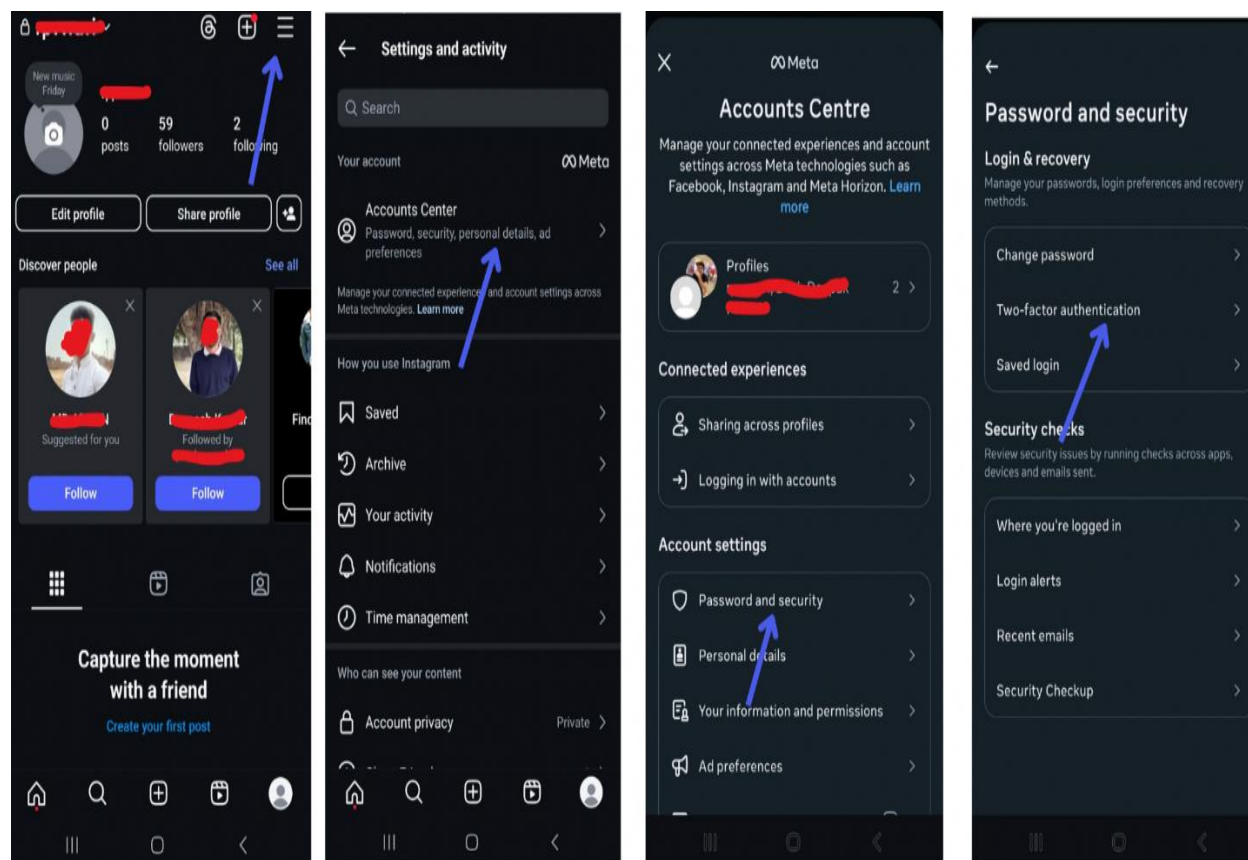 New music
Friday
0
posts
59
followers
2
following
Edit profile
Share profile
Discover people
See all
Suggested for you
Followed by
Follow
Follow
Capture the moment
with a friend
Create your first post
Settings and activity
Search
Your account
Meta
Accounts Center
Password, security, personal details, ad
preferences
Manage your connected experiences and account settings across
Meta technologies. Learn more
How you use Instagram
Saved
Archive
Your activity
Notifications
Time management
Who can see your content
Account privacy
Private
Meta
Accounts Centre
Manage your connected experiences and account
settings across Meta technologies such as
Facebook, Instagram and Meta Horizon. Learn
more
Profiles
2
Connected experiences
Sharing across profiles
Logging in with accounts
Account settings
Password and security
Personal details
Your information and permissions
Ad preferences
Password and security
Login & recovery
Manage your passwords, login preferences and recovery
methods.
Change password
Two-factor authentication
Saved login
Security checks
Review security issues by running checks across apps,
devices and emails sent.
Where you're logged in
Login alerts
Recent emails
Security Checkup